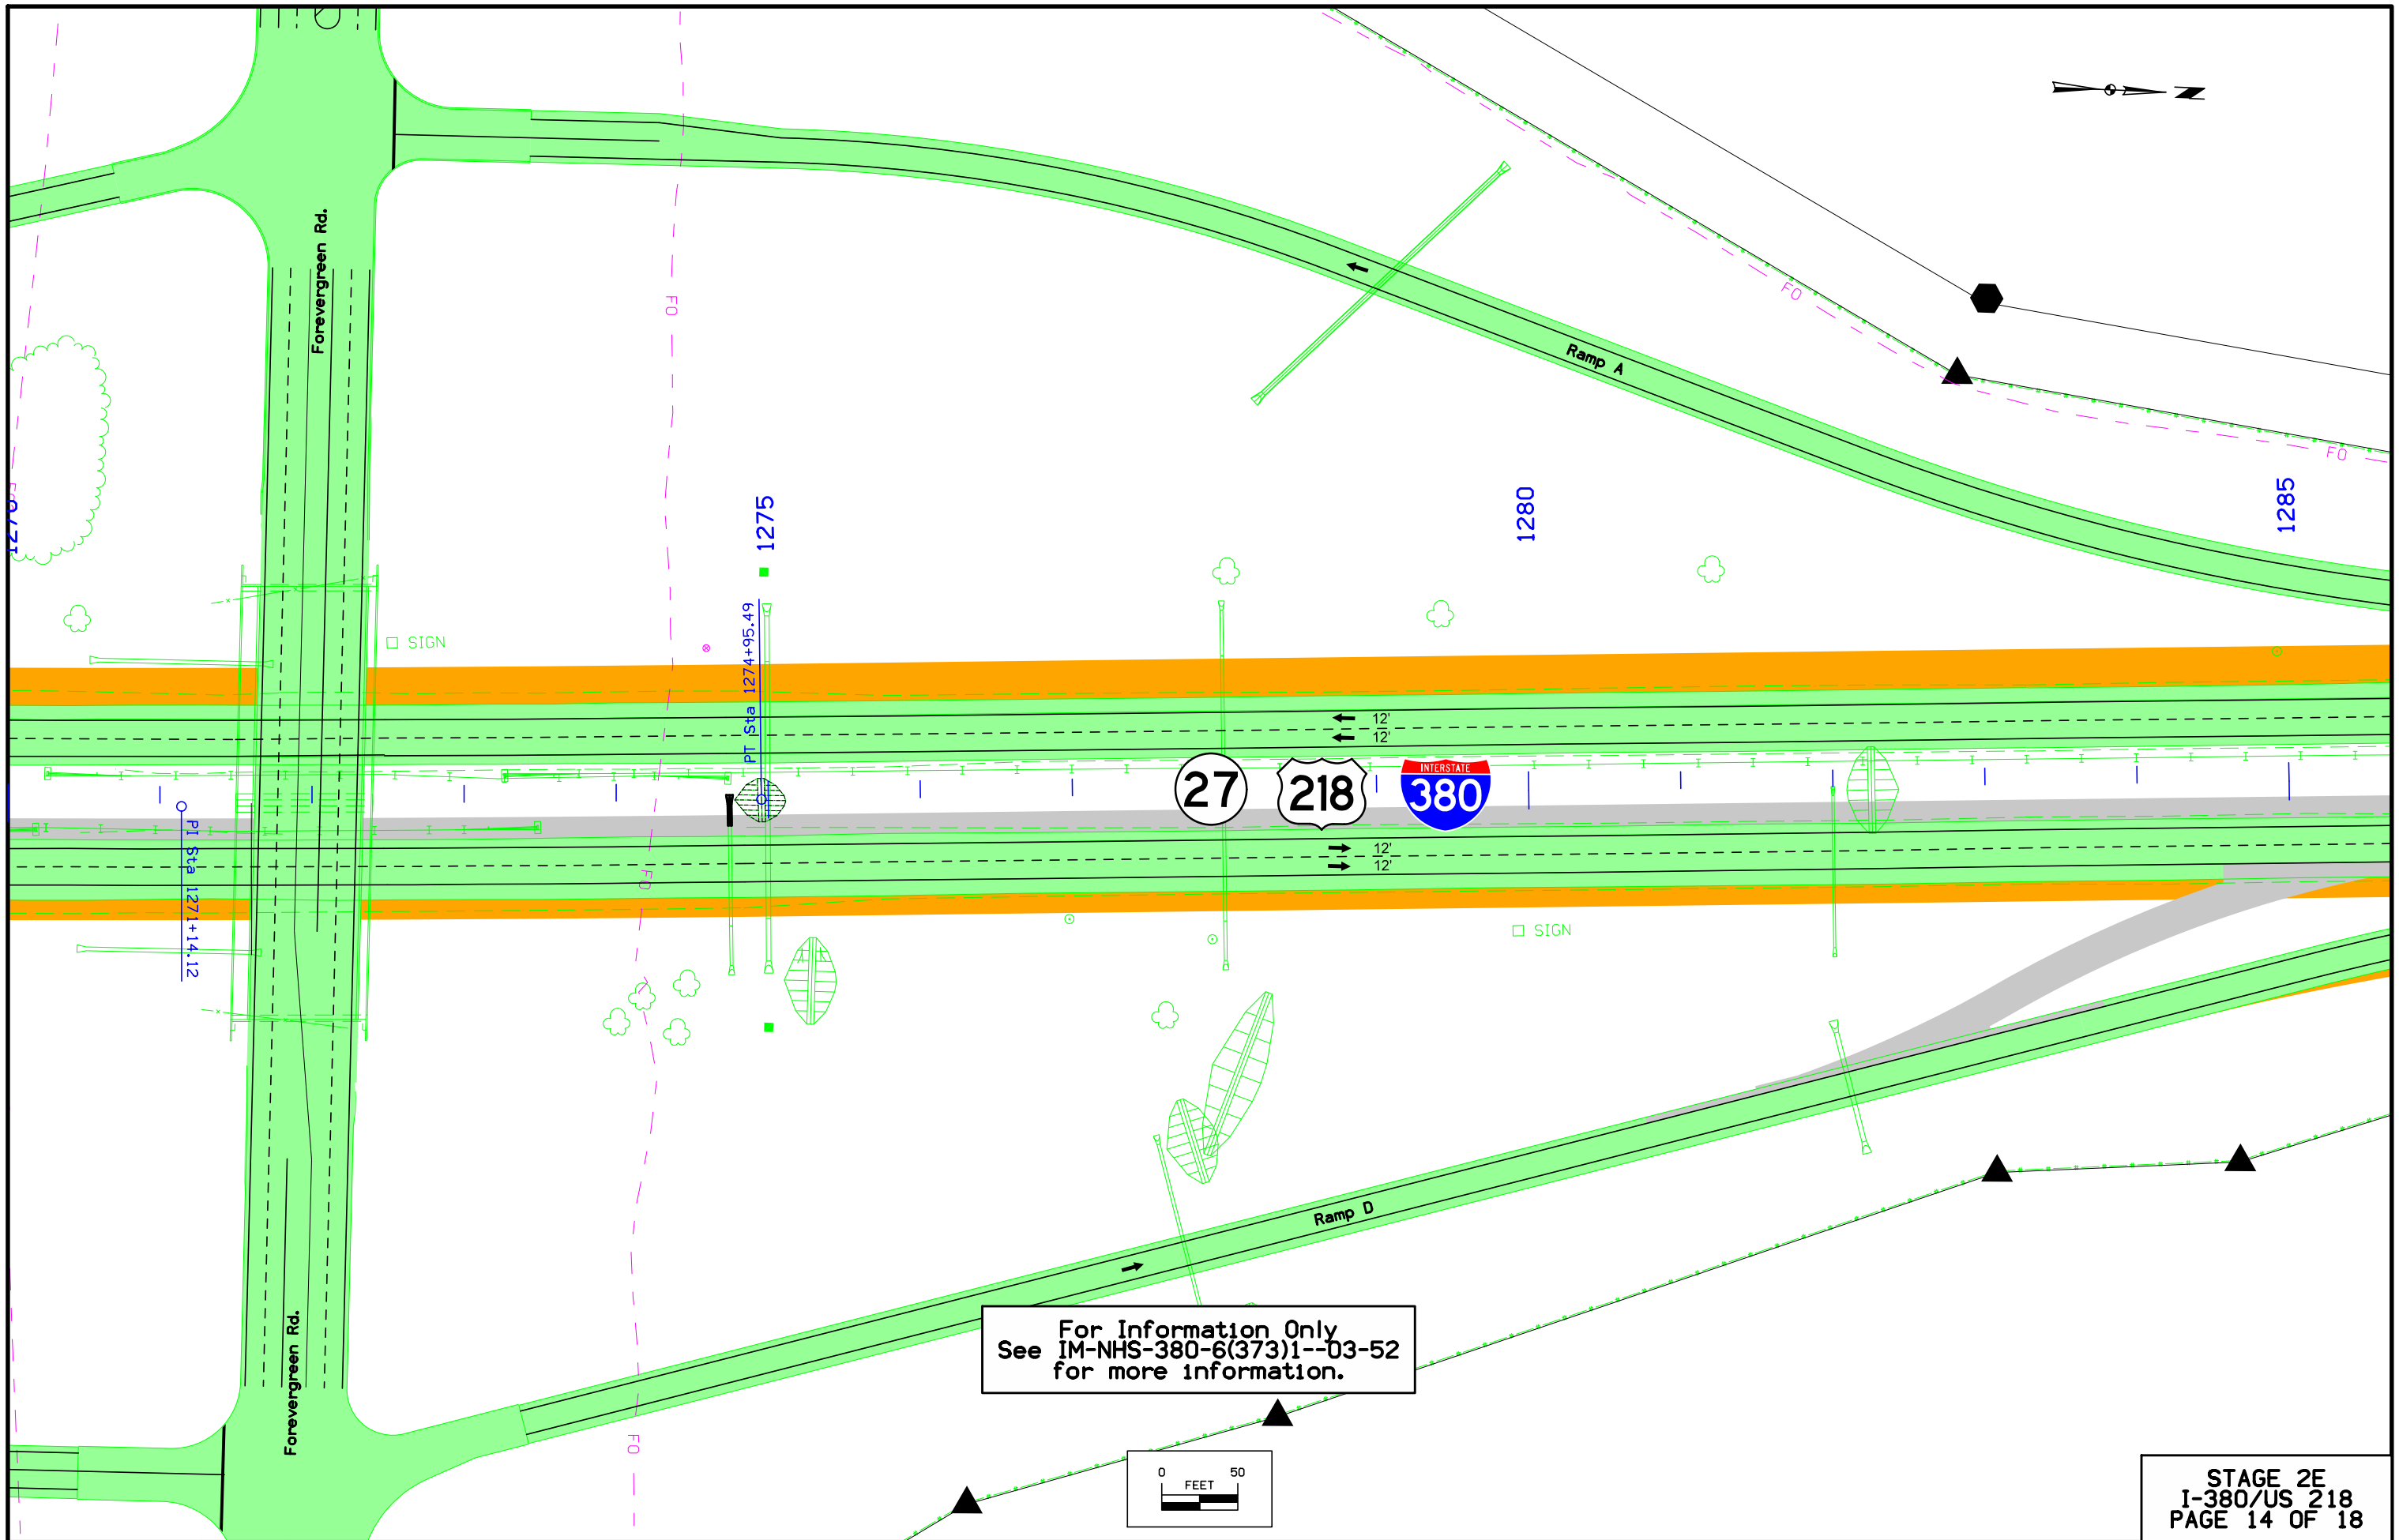 N
Forevergreen Rd.
FO
FO
FO
Ramp A
1275
1280
1285
PT Sta 1274+95.49
SIGN
12'
12'
27
218
INTERSTATE
380
12'
12'
PI Sta 1271+14.12
FO
SIGN
Ramp D
Forevergreen Rd.
FO
For Information Only
See IM-NHS-380-6(373)1--03-52
for more information.
0 50
FEET
STAGE 2E
I-380/US 218
PAGE 14 OF 18